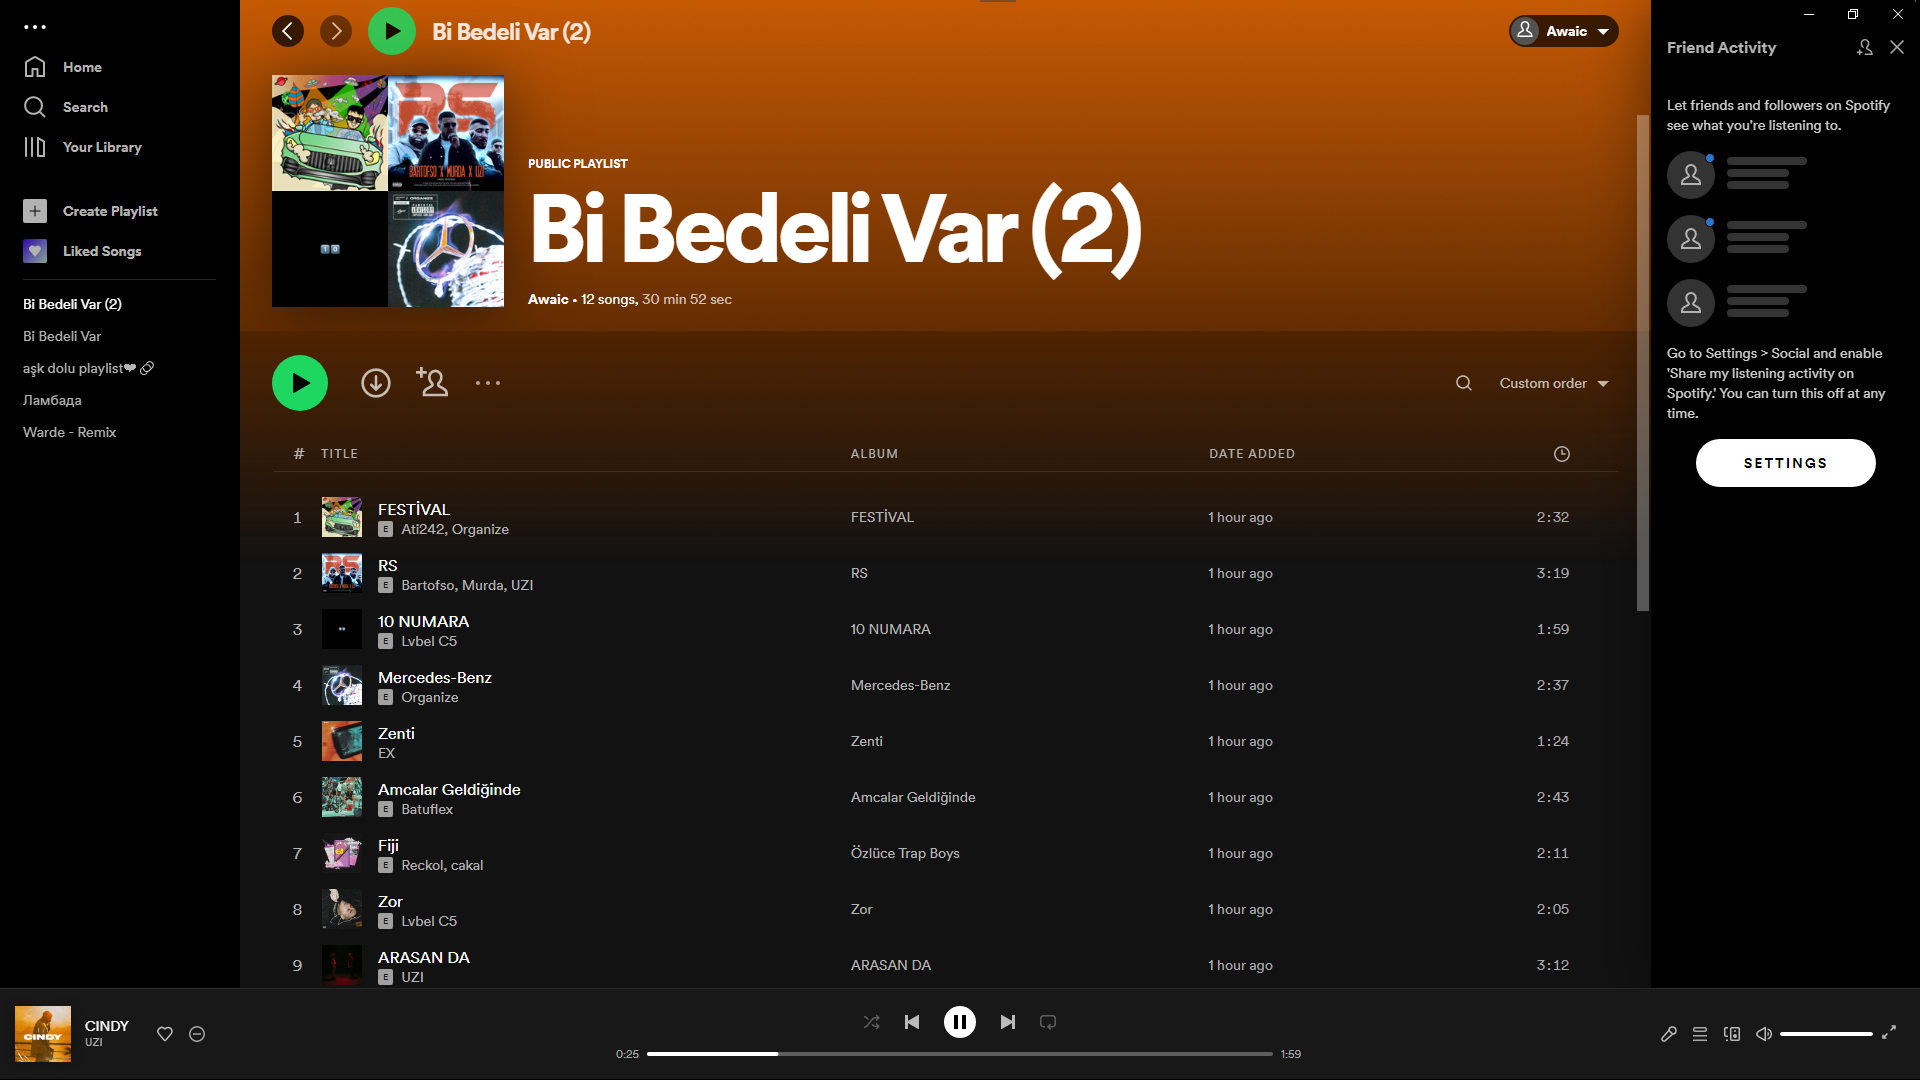 Home
Search
Your Library
Create Playlist
Liked Songs
Bi Bedeli Var (2)
Bi Bedeli Var
aşk dolu playlist❤🔗
Ламбада
Warde - Remix
Bi Bedeli Var (2)
Awaic
RS
BARTOFSO X MURDA X UZI
10
PUBLIC PLAYLIST
Bi Bedeli Var (2)
Awaic • 12 songs, 30 min 52 sec
Custom order
# TITLE ALBUM DATE ADDED
1 FESTİVAL FESTİVAL 1 hour ago 2:32
E Ati242, Organize
2 RS RS 1 hour ago 3:19
E Bartofso, Murda, UZI
3 10 NUMARA 10 NUMARA 1 hour ago 1:59
E Lvbel C5
4 Mercedes-Benz Mercedes-Benz 1 hour ago 2:37
E Organize
5 Zenti Zenti 1 hour ago 1:24
EX
6 Amcalar Geldiğinde Amcalar Geldiğinde 1 hour ago 2:43
E Batuflex
7 Fiji Özlüce Trap Boys 1 hour ago 2:11
E Reckol, cakal
8 Zor Zor 1 hour ago 2:05
E Lvbel C5
9 ARASAN DA ARASAN DA 1 hour ago 3:12
E UZI
Friend Activity
Let friends and followers on Spotify
see what you're listening to.
Go to Settings > Social and enable
'Share my listening activity on
Spotify.' You can turn this off at any
time.
SETTINGS
CINDY
CINDY
UZI
0:25 1:59